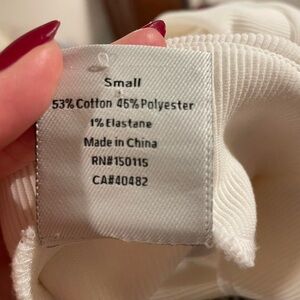 Small
53% Cotton 46% Polyester
1% Elastane
Made in China
RN#150115
CA#40482